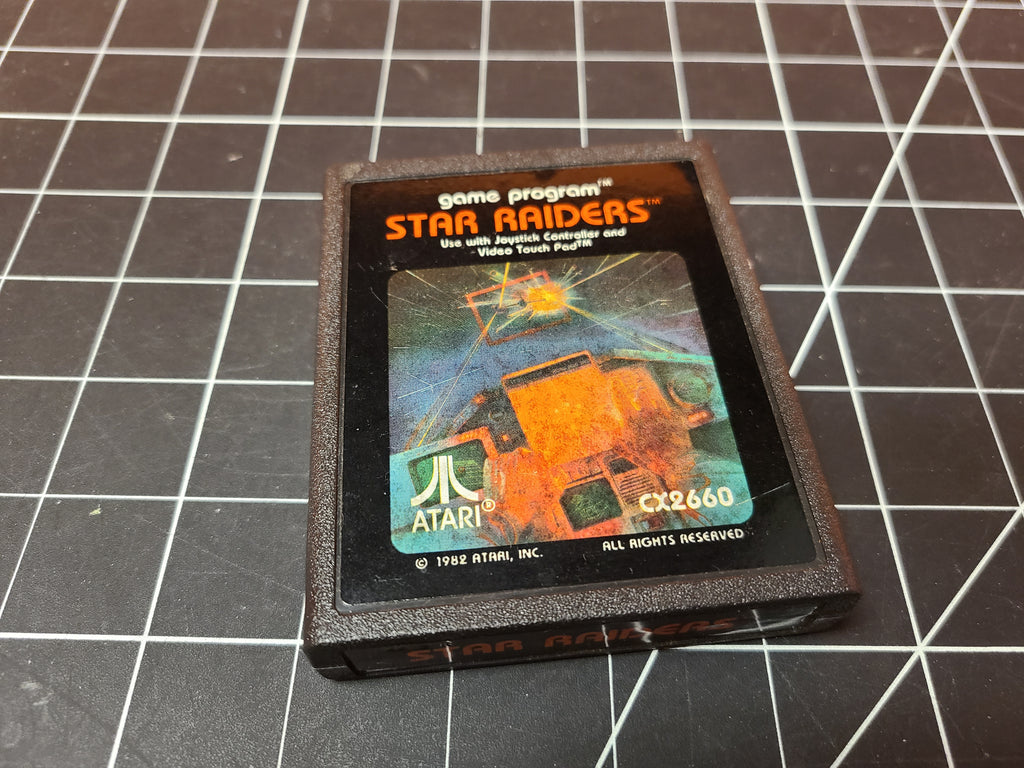 game program™
STAR RAIDERS™
Use with Joystick Controller and
Video Touch Pad™
ATARI®
CX2660
© 1982 ATARI, INC.
ALL RIGHTS RESERVED
STAR RAIDERS